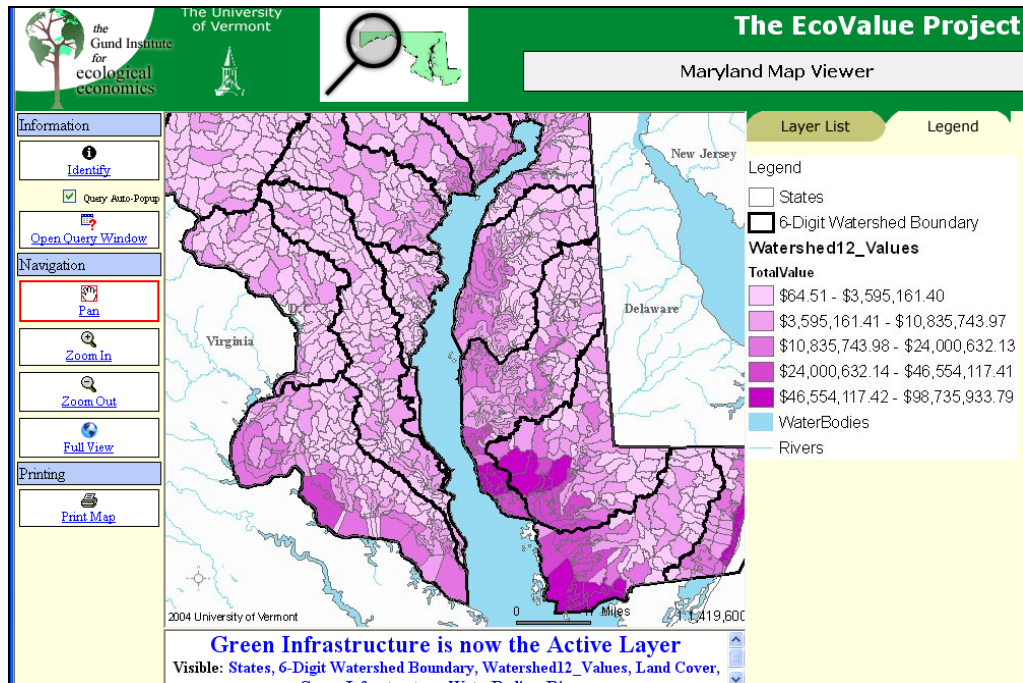 the
Gund Institute
for
ecological
economics
The University
of Vermont
The EcoValue Project
Maryland Map Viewer
Information
Identify
Query Auto-Popup
Open Query Window
Navigation
Pan
Zoom In
Zoom Out
Full View
Printing
Print Map
New Jersey
Delaware
Virginia
2004 University of Vermont
0
Miles
1:1,419,600
Layer List
Legend
Legend
States
6-Digit Watershed Boundary
Watershed12_Values
TotalValue
$64.51 - $3,595,161.40
$3,595,161.41 - $10,835,743.97
$10,835,743.98 - $24,000,632.13
$24,000,632.14 - $46,554,117.41
$46,554,117.42 - $98,735,933.79
WaterBodies
Rivers
Green Infrastructure is now the Active Layer
Visible: States, 6-Digit Watershed Boundary, Watershed12_Values, Land Cover,